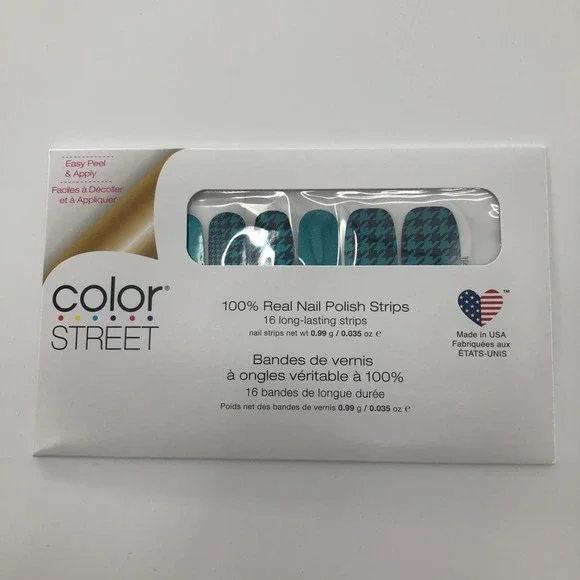 Easy Peel
& Apply
Faciles à Décoller
et à Appliquer
color®
STREET
100% Real Nail Polish Strips
16 long-lasting strips
nail strips net wt 0.99 g / 0.035 oz e
Bandes de vernis
à ongles véritable à 100%
16 bandes de longue durée
Poids net des bandes de vernis 0.99 g / 0.035 oz e
™
Made in USA
Fabriquées aux
ÉTATS-UNIS